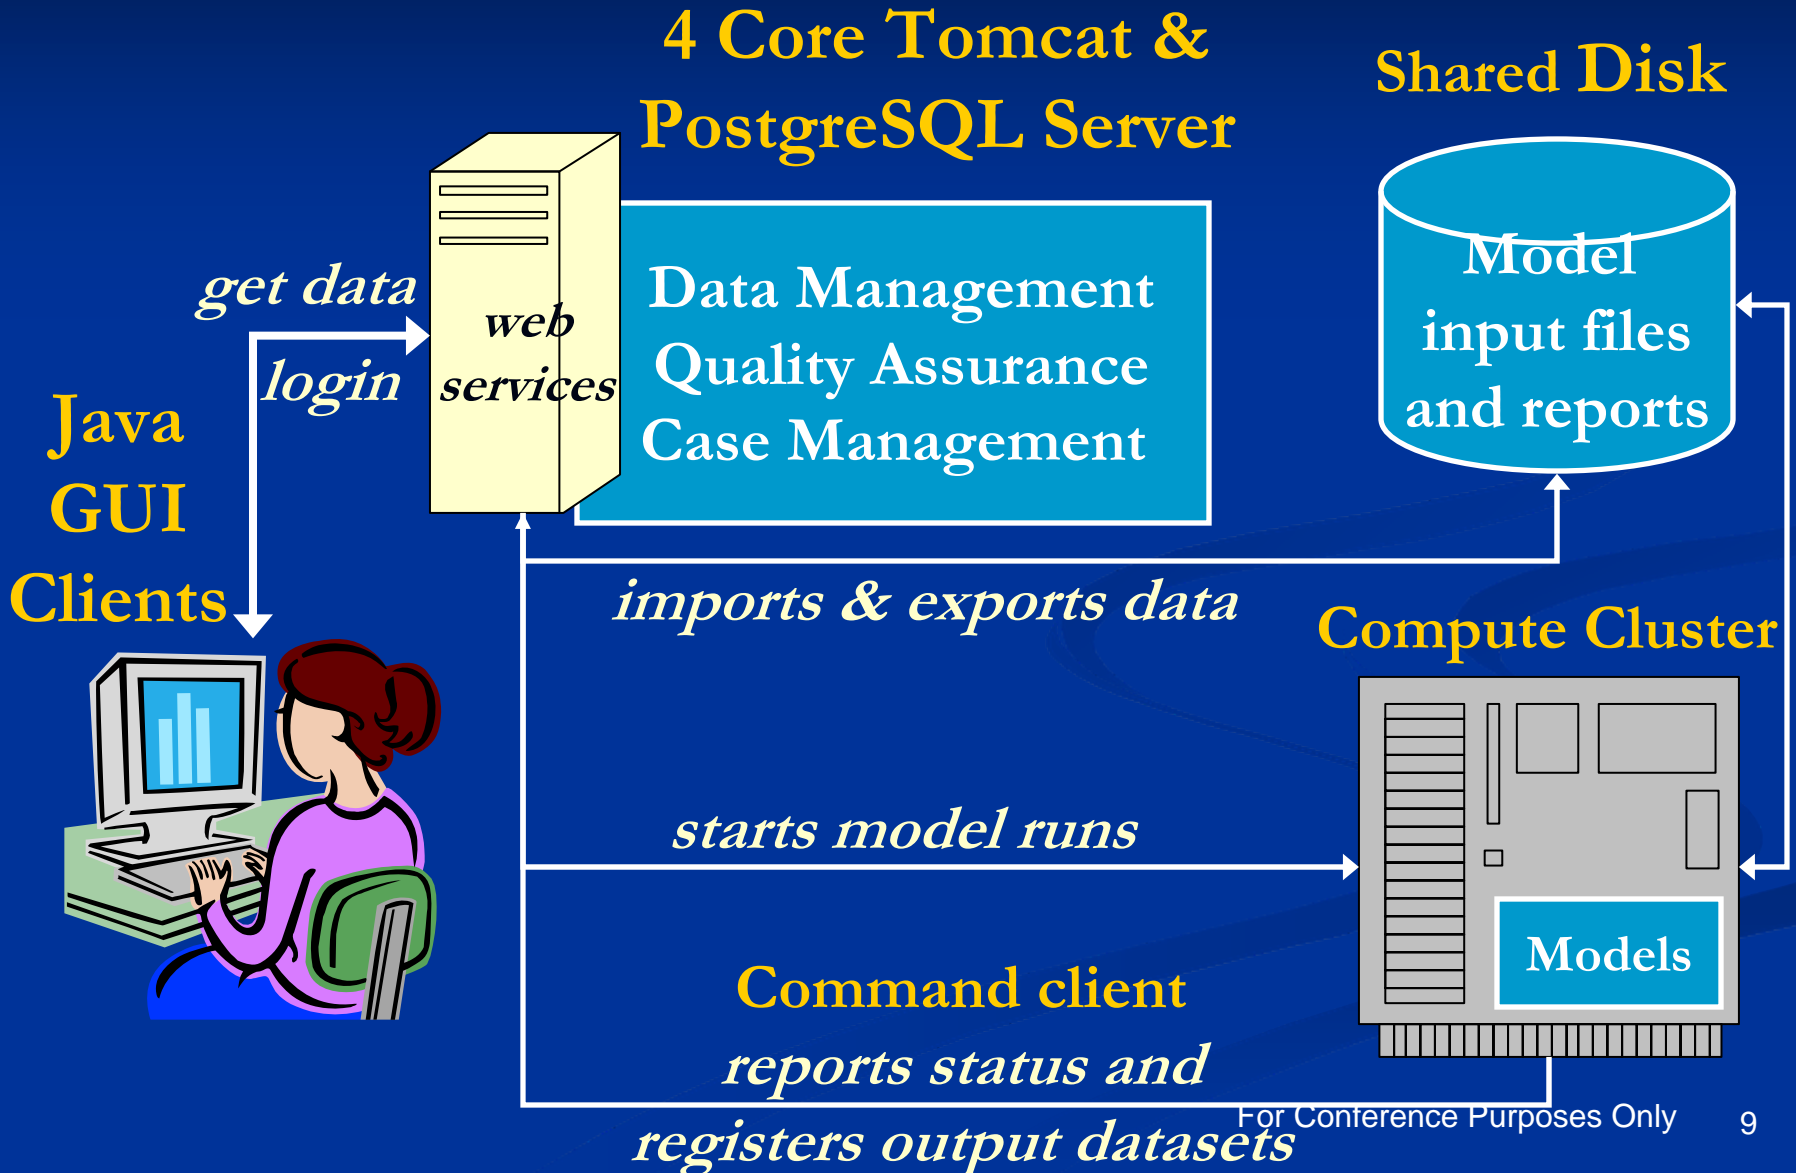 4 Core Tomcat &
PostgreSQL Server
Shared Disk
get data
login
web
services
Data Management
Quality Assurance
Case Management
Model
input files
and reports
Java
GUI
Clients
imports & exports data
Compute Cluster
starts model runs
Models
Command client
reports status and
registers output datasets
For Conference Purposes Only
9